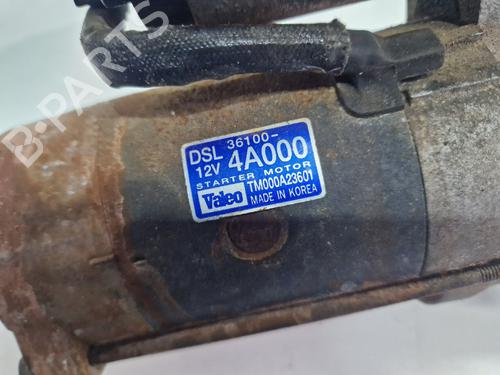 B-PARTS
DSL 36100-
12V 4A000
STARTER MOTOR
Valeo TM000A23601
MADE IN KOREA